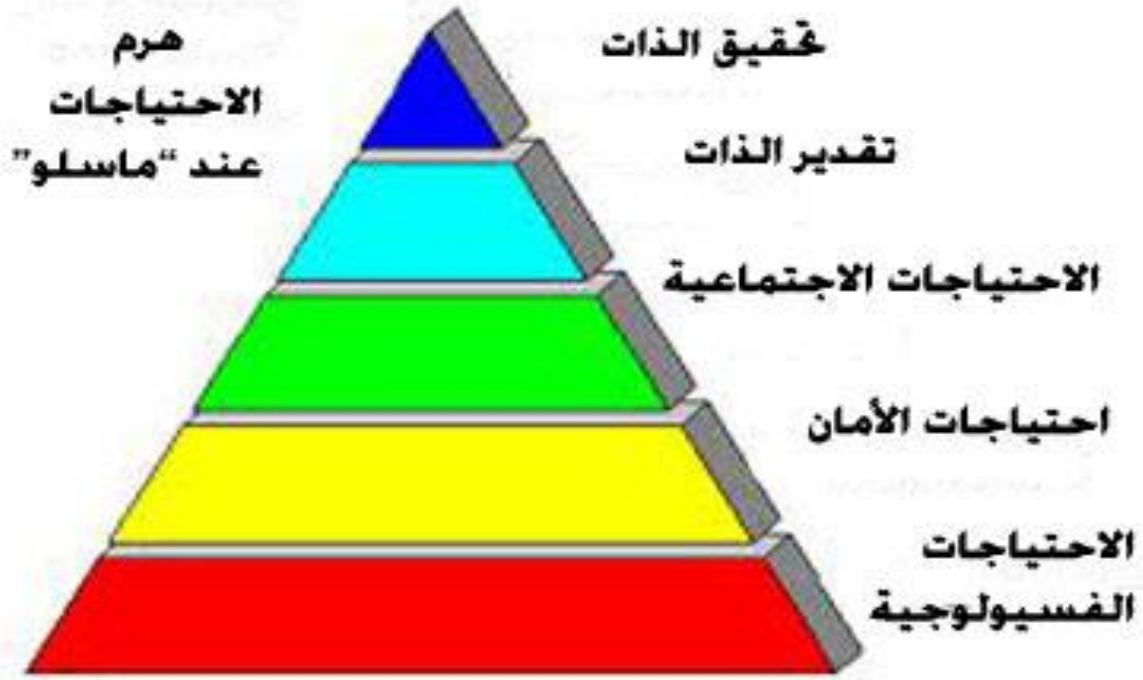 هرم
الاحتياجات
عند “ماسلو”
تحقيق الذات
تقدير الذات
الاحتياجات الاجتماعية
احتياجات الأمان
الاحتياجات
الفسيولوجية